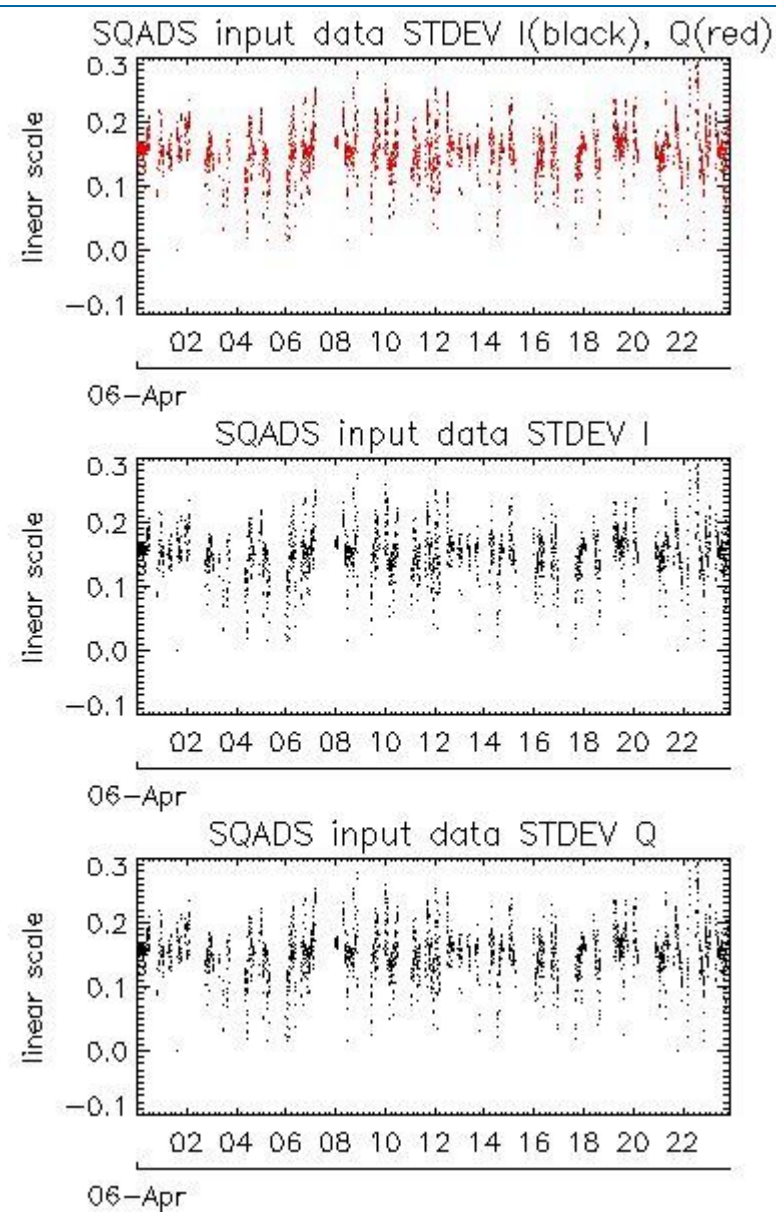 SQADS input data STDEV I(black), Q(red)
0.3
0.2
0.1
0.0
−0.1
linear scale
02 04 06 08 10 12 14 16 18 20 22
06−Apr
SQADS input data STDEV I
0.3
0.2
0.1
0.0
−0.1
linear scale
02 04 06 08 10 12 14 16 18 20 22
06−Apr
SQADS input data STDEV Q
0.3
0.2
0.1
0.0
−0.1
linear scale
02 04 06 08 10 12 14 16 18 20 22
06−Apr